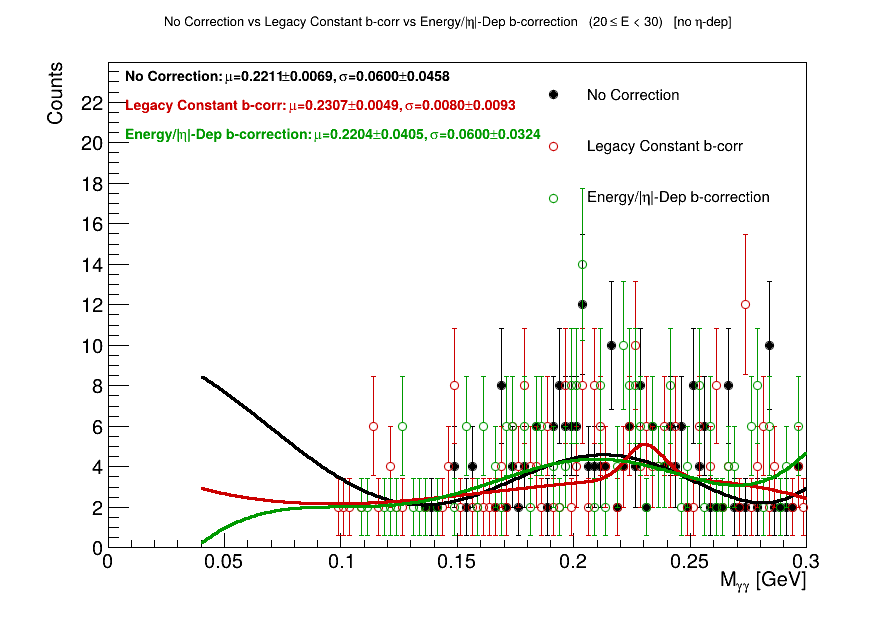 No Correction vs Legacy Constant b-corr vs Energy/|η|-Dep b-correction (20 ≤ E < 30) [no η-dep]
Counts
No Correction: μ=0.2211±0.0069, σ=0.0600±0.0458
Legacy Constant b-corr: μ=0.2307±0.0049, σ=0.0080±0.0093
Energy/|η|-Dep b-correction: μ=0.2204±0.0405, σ=0.0600±0.0324
No Correction
Legacy Constant b-corr
Energy/|η|-Dep b-correction
22
20
18
16
14
12
10
8
6
4
2
0
0 0.05 0.1 0.15 0.2 0.25 0.3
Mγγ [GeV]